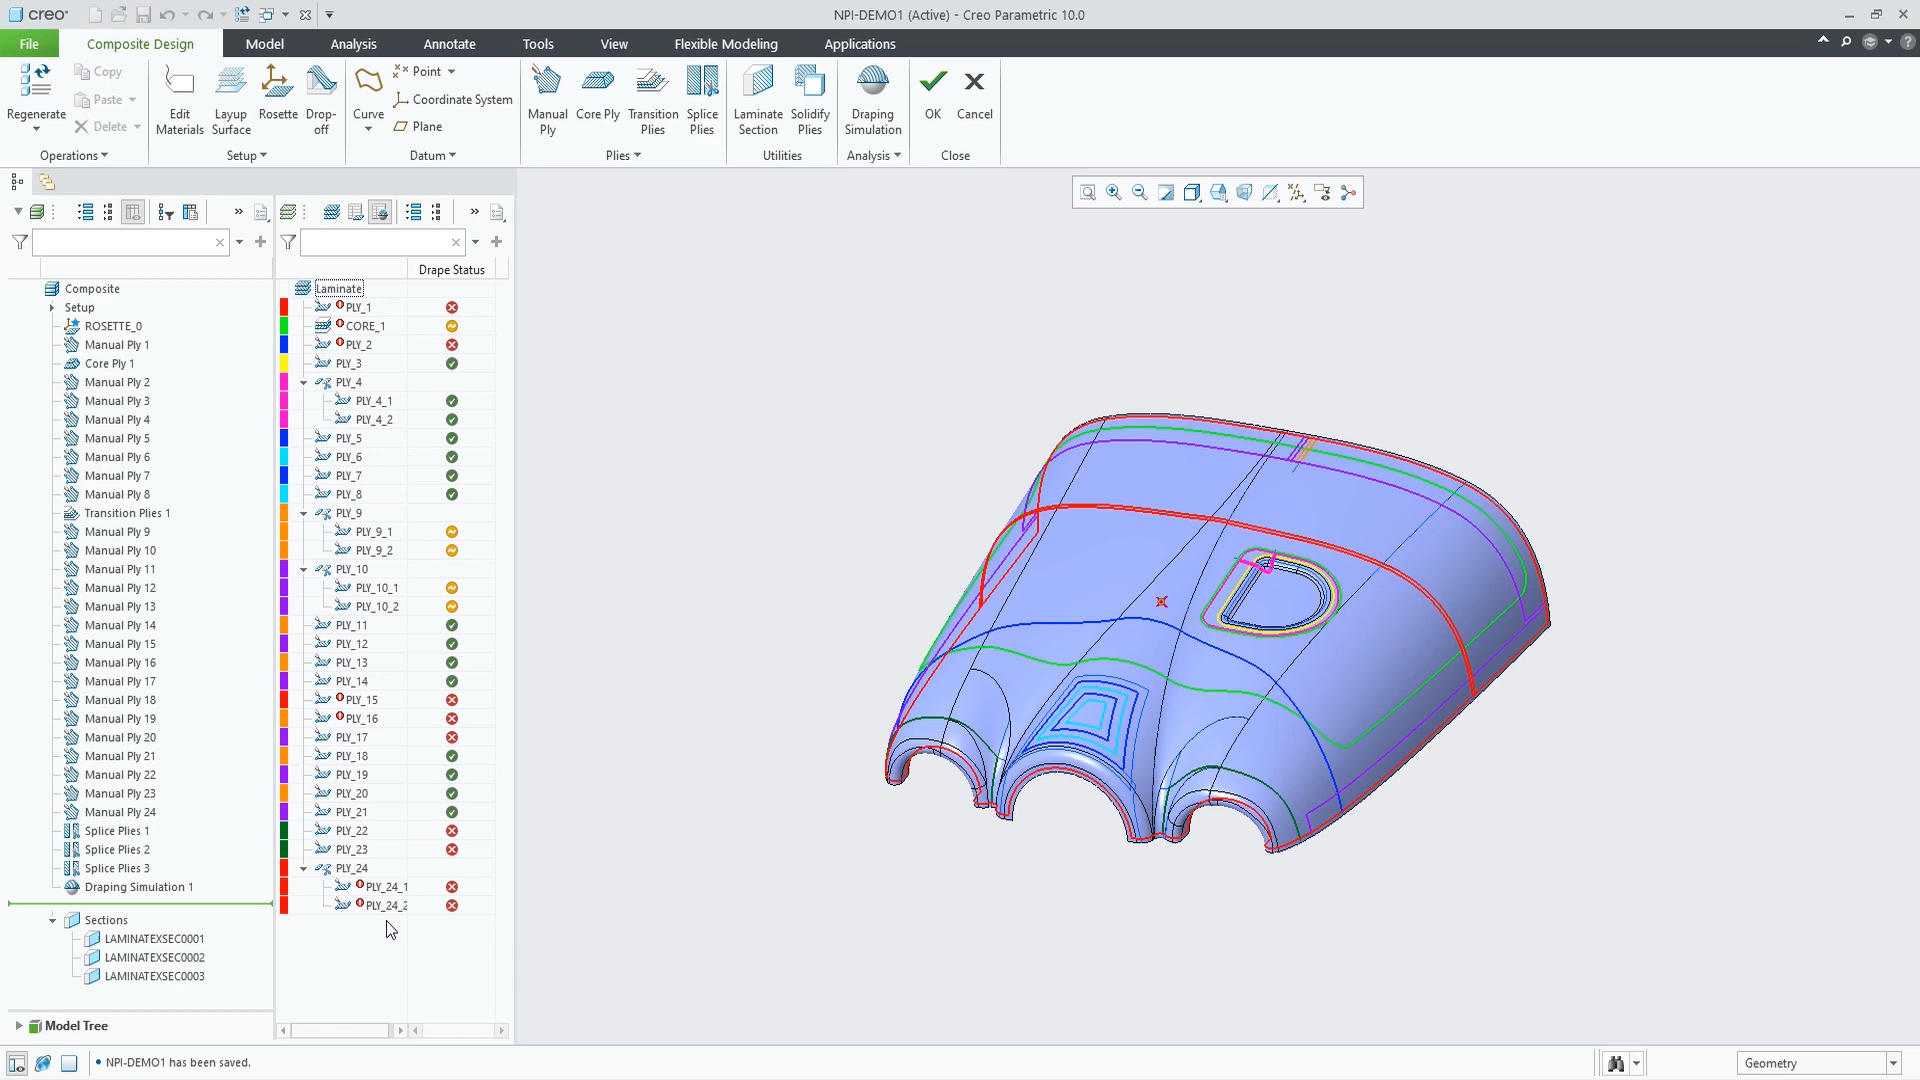 creo
NPI-DEMO1 (Active) - Creo Parametric 10.0
File Composite Design Model Analysis Annotate Tools View Flexible Modeling Applications
Regenerate
Copy
Paste
Delete
Operations
Edit Materials
Layup Surface
Rosette
Drop-off
Setup
Curve
Point
Coordinate System
Plane
Datum
Manual Ply
Core Ply
Transition Plies
Splice Plies
Plies
Laminate Section
Solidify Plies
Utilities
Draping Simulation
Analysis
OK
Cancel
Close
Composite
Setup
ROSETTE_0
Manual Ply 1
Core Ply 1
Manual Ply 2
Manual Ply 3
Manual Ply 4
Manual Ply 5
Manual Ply 6
Manual Ply 7
Manual Ply 8
Transition Plies 1
Manual Ply 9
Manual Ply 10
Manual Ply 11
Manual Ply 12
Manual Ply 13
Manual Ply 14
Manual Ply 15
Manual Ply 16
Manual Ply 17
Manual Ply 18
Manual Ply 19
Manual Ply 20
Manual Ply 21
Manual Ply 22
Manual Ply 23
Manual Ply 24
Splice Plies 1
Splice Plies 2
Splice Plies 3
Draping Simulation 1
Sections
LAMINATEXSEC0001
LAMINATEXSEC0002
LAMINATEXSEC0003
Model Tree
Drape Status
Laminate
PLY_1
CORE_1
PLY_2
PLY_3
PLY_4
PLY_4_1
PLY_4_2
PLY_5
PLY_6
PLY_7
PLY_8
PLY_9
PLY_9_1
PLY_9_2
PLY_10
PLY_10_1
PLY_10_2
PLY_11
PLY_12
PLY_13
PLY_14
PLY_15
PLY_16
PLY_17
PLY_18
PLY_19
PLY_20
PLY_21
PLY_22
PLY_23
PLY_24
PLY_24_1
PLY_24_2
• NPI-DEMO1 has been saved.
Geometry